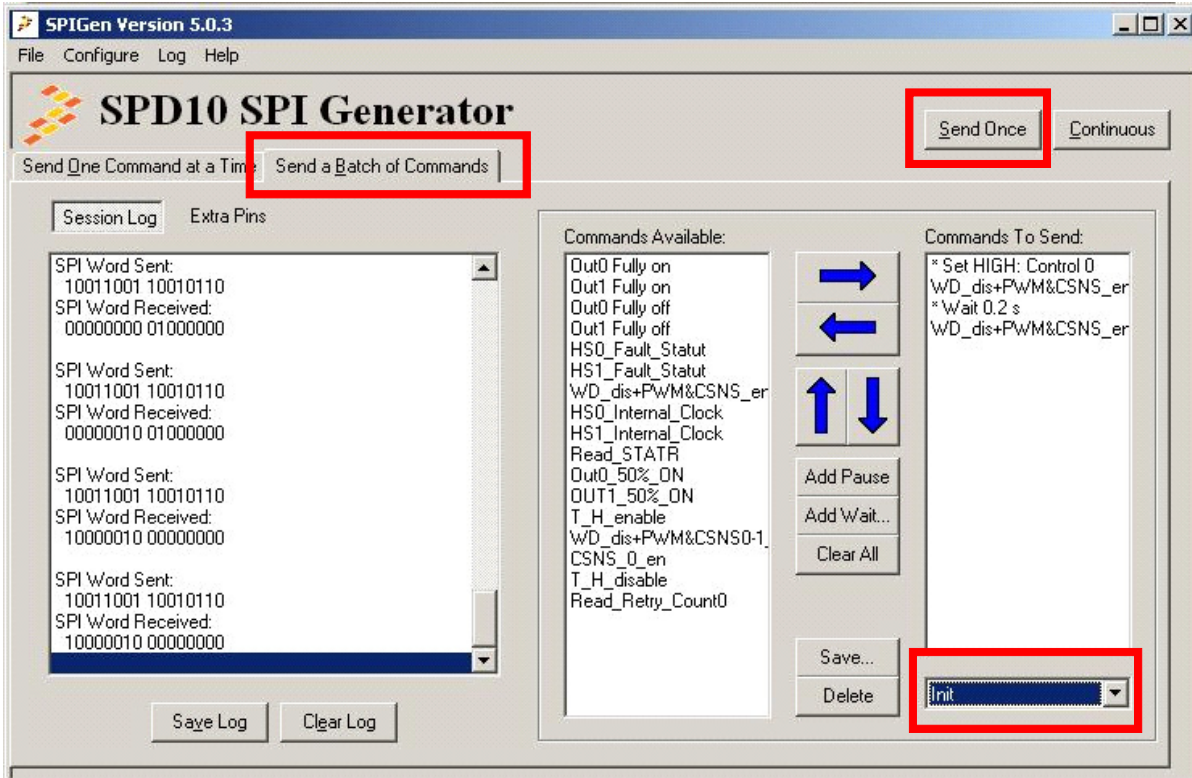 SPIGen Version 5.0.3
File Configure Log Help
SPD10 SPI Generator
Send Once
Continuous
Send One Command at a Time
Send a Batch of Commands
Session Log
Extra Pins
SPI Word Sent:
10011001 10010110
SPI Word Received:
00000000 01000000
SPI Word Sent:
10011001 10010110
SPI Word Received:
00000010 01000000
SPI Word Sent:
10011001 10010110
SPI Word Received:
10000010 00000000
SPI Word Sent:
10011001 10010110
SPI Word Received:
10000010 00000000
Save Log
Clear Log
Commands Available:
Out0 Fully on
Out1 Fully on
Out0 Fully off
Out1 Fully off
HS0_Fault_Statut
HS1_Fault_Statut
WD_dis+PWM&CSNS_er
HS0_Internal_Clock
HS1_Internal_Clock
Read_STATR
Out0_50%_ON
OUT1_50%_ON
T_H_enable
WD_dis+PWM&CSNS0-1_
CSNS_0_en
T_H_disable
Read_Retry_Count0
Add Pause
Add Wait...
Clear All
Save...
Delete
Commands To Send:
* Set HIGH: Control 0
WD_dis+PWM&CSNS_er
* Wait 0.2 s
WD_dis+PWM&CSNS_er
Init